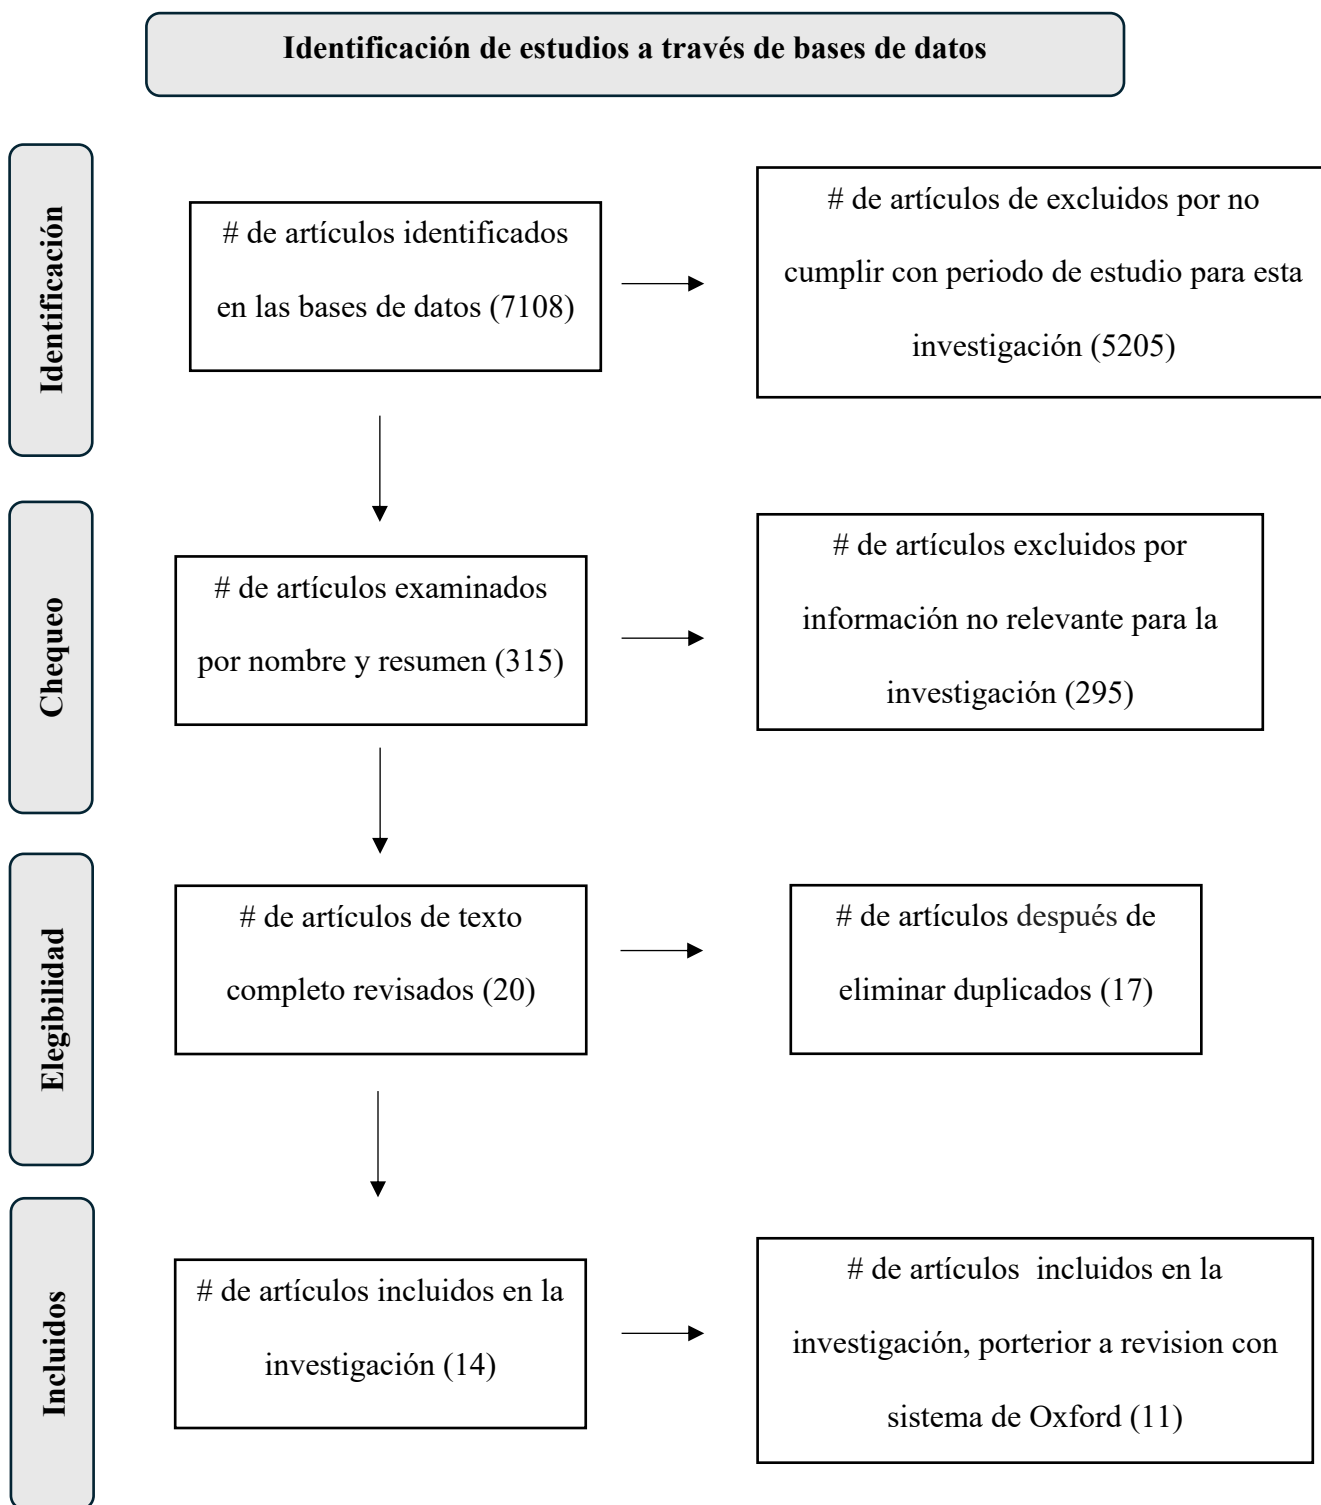 Identificación de estudios a través de bases de datos
Identificación
# de artículos identificados
en las bases de datos (7108)
# de artículos de excluidos por no
cumplir con periodo de estudio para esta
investigación (5205)
Chequeo
# de artículos examinados
por nombre y resumen (315)
# de artículos excluidos por
información no relevante para la
investigación (295)
Elegibilidad
# de artículos de texto
completo revisados (20)
# de artículos después de
eliminar duplicados (17)
Incluidos
# de artículos incluidos en la
investigación (14)
# de artículos  incluidos en la
investigación, porterior a revision con
sistema de Oxford (11)